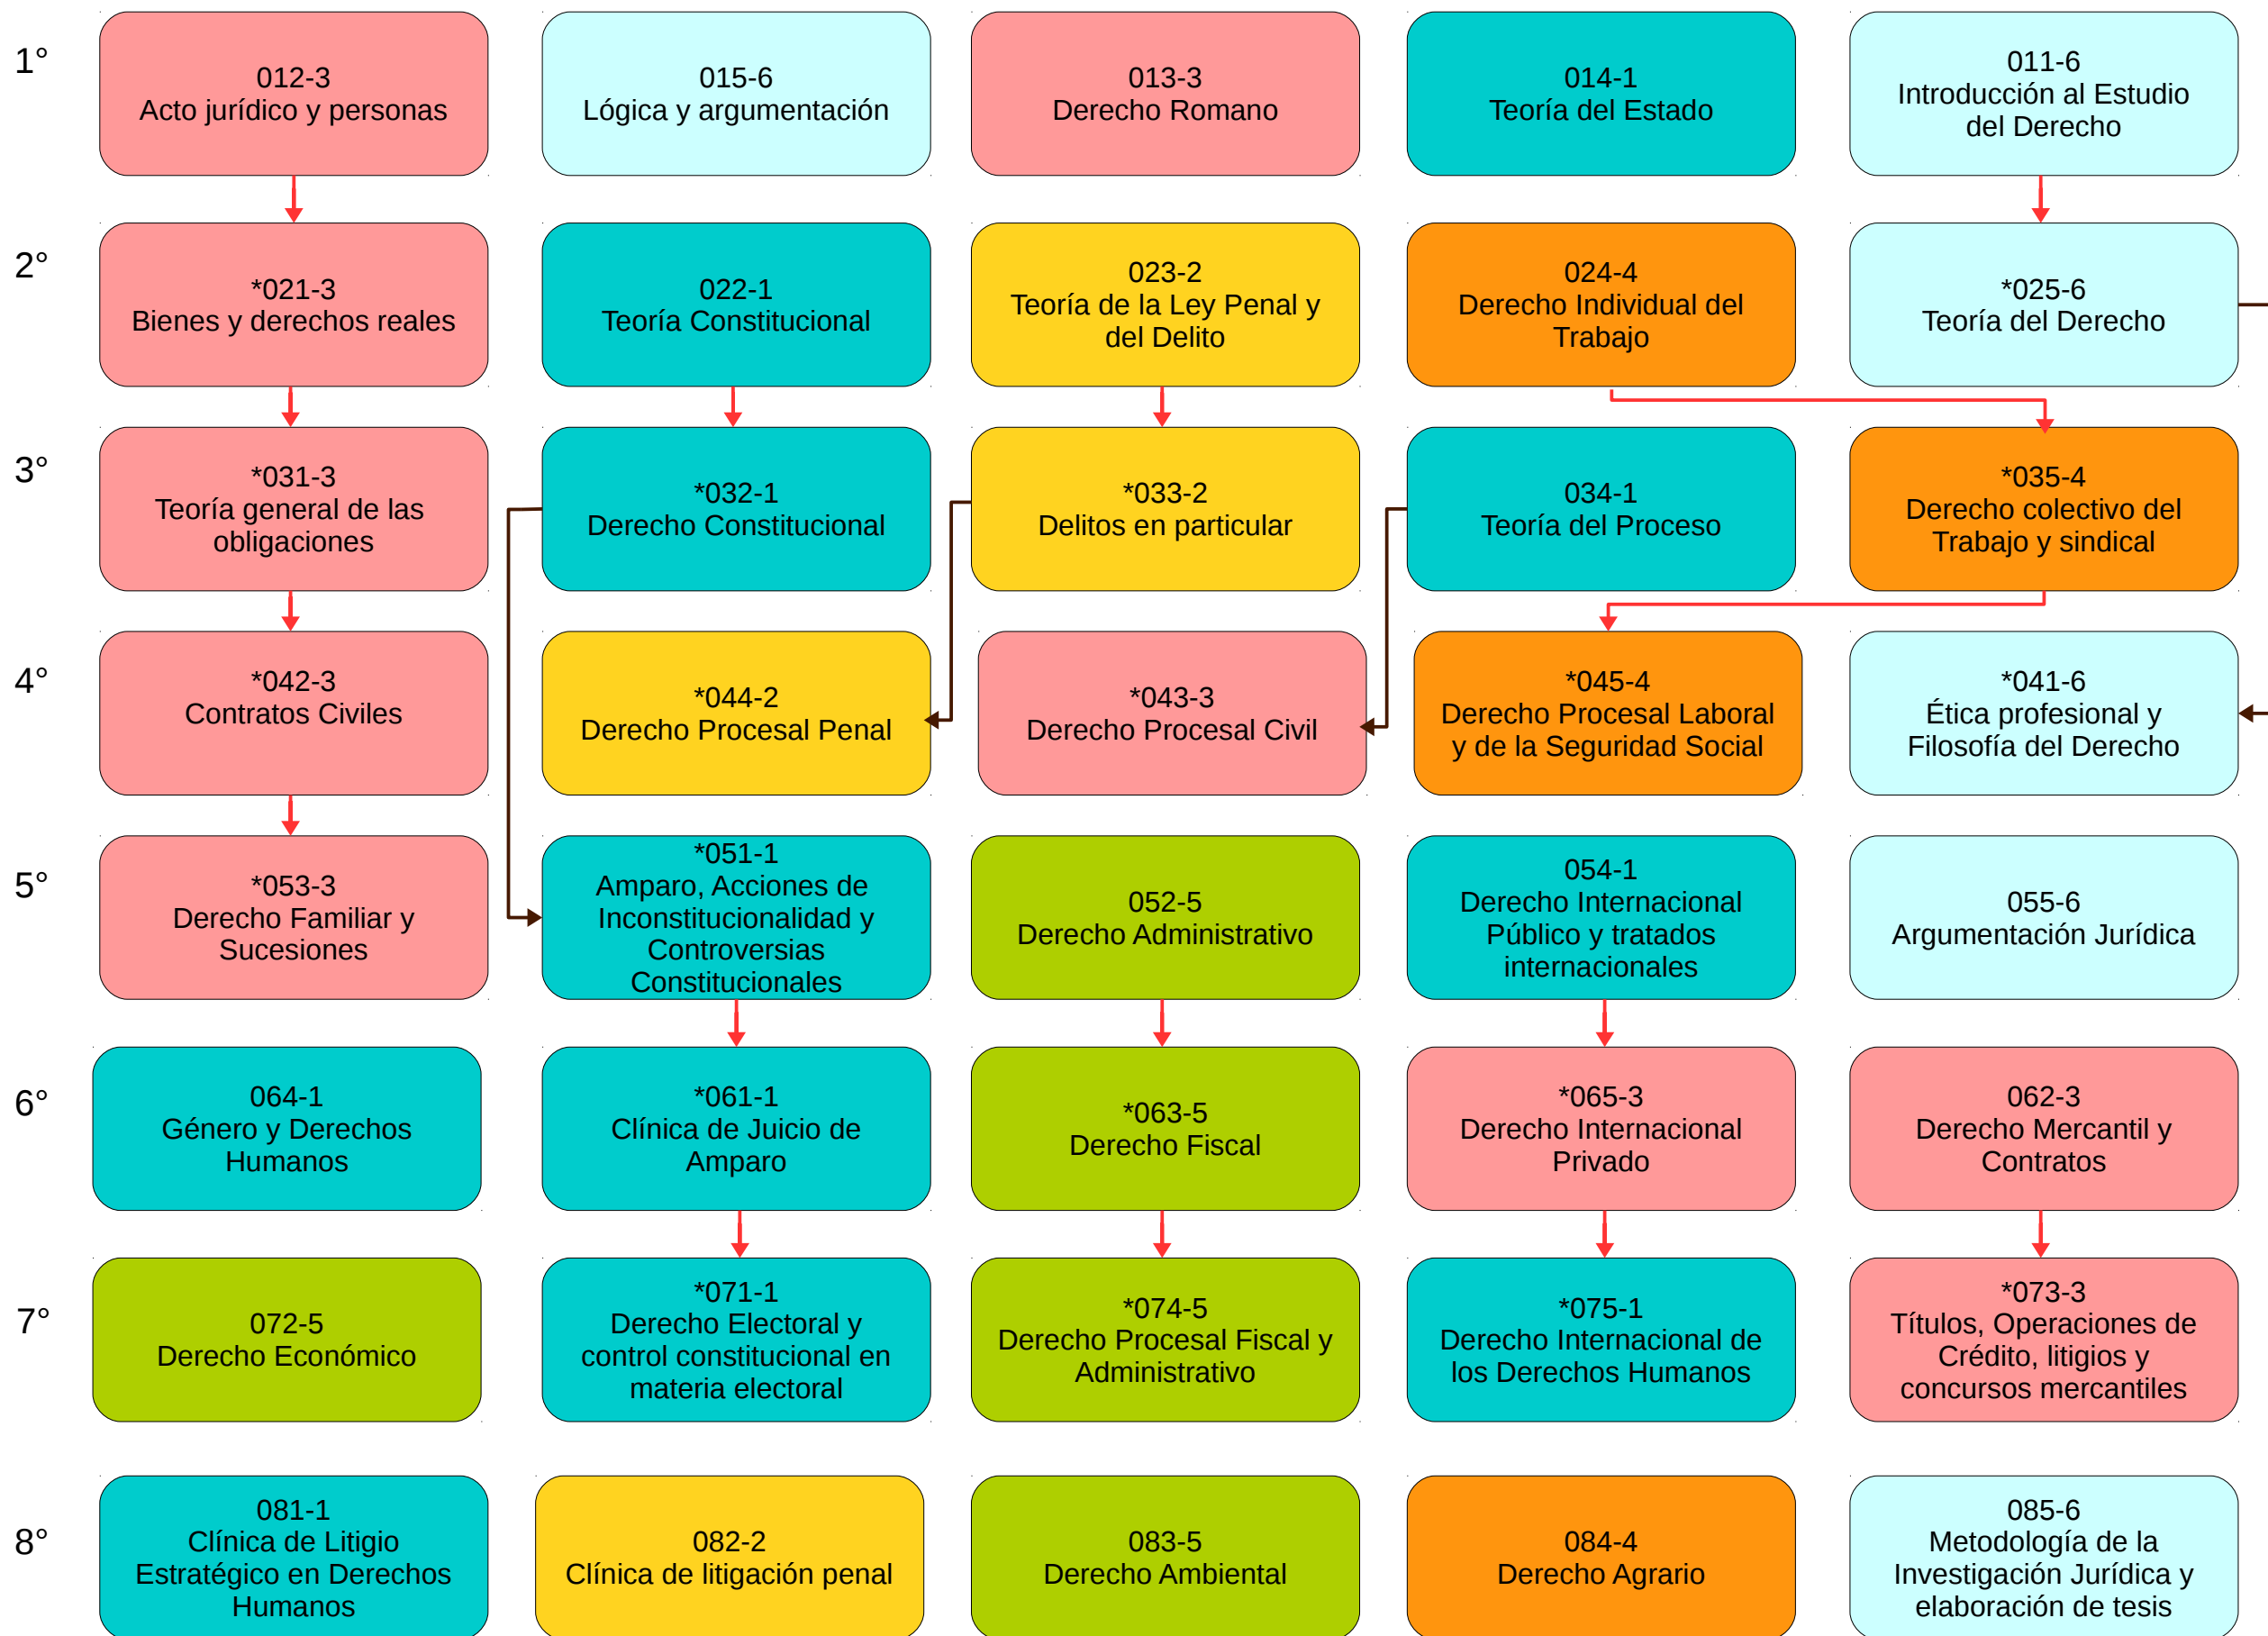 1°
012-3
Acto jurídico y personas
015-6
Lógica y argumentación
013-3
Derecho Romano
014-1
Teoría del Estado
011-6
Introducción al Estudio
del Derecho
2°
*021-3
Bienes y derechos reales
022-1
Teoría Constitucional
023-2
Teoría de la Ley Penal y
del Delito
024-4
Derecho Individual del
Trabajo
*025-6
Teoría del Derecho
3°
*031-3
Teoría general de las
obligaciones
*032-1
Derecho Constitucional
*033-2
Delitos en particular
034-1
Teoría del Proceso
*035-4
Derecho colectivo del
Trabajo y sindical
4°
*042-3
Contratos Civiles
*044-2
Derecho Procesal Penal
*043-3
Derecho Procesal Civil
*045-4
Derecho Procesal Laboral
y de la Seguridad Social
*041-6
Ética profesional y
Filosofía del Derecho
5°
*053-3
Derecho Familiar y
Sucesiones
*051-1
Amparo, Acciones de
Inconstitucionalidad y
Controversias
Constitucionales
052-5
Derecho Administrativo
054-1
Derecho Internacional
Público y tratados
internacionales
055-6
Argumentación Jurídica
6°
064-1
Género y Derechos
Humanos
*061-1
Clínica de Juicio de
Amparo
*063-5
Derecho Fiscal
*065-3
Derecho Internacional
Privado
062-3
Derecho Mercantil y
Contratos
7°
072-5
Derecho Económico
*071-1
Derecho Electoral y
control constitucional en
materia electoral
*074-5
Derecho Procesal Fiscal y
Administrativo
*075-1
Derecho Internacional de
los Derechos Humanos
*073-3
Títulos, Operaciones de
Crédito, litigios y
concursos mercantiles
8°
081-1
Clínica de Litigio
Estratégico en Derechos
Humanos
082-2
Clínica de litigación penal
083-5
Derecho Ambiental
084-4
Derecho Agrario
085-6
Metodología de la
Investigación Jurídica y
elaboración de tesis